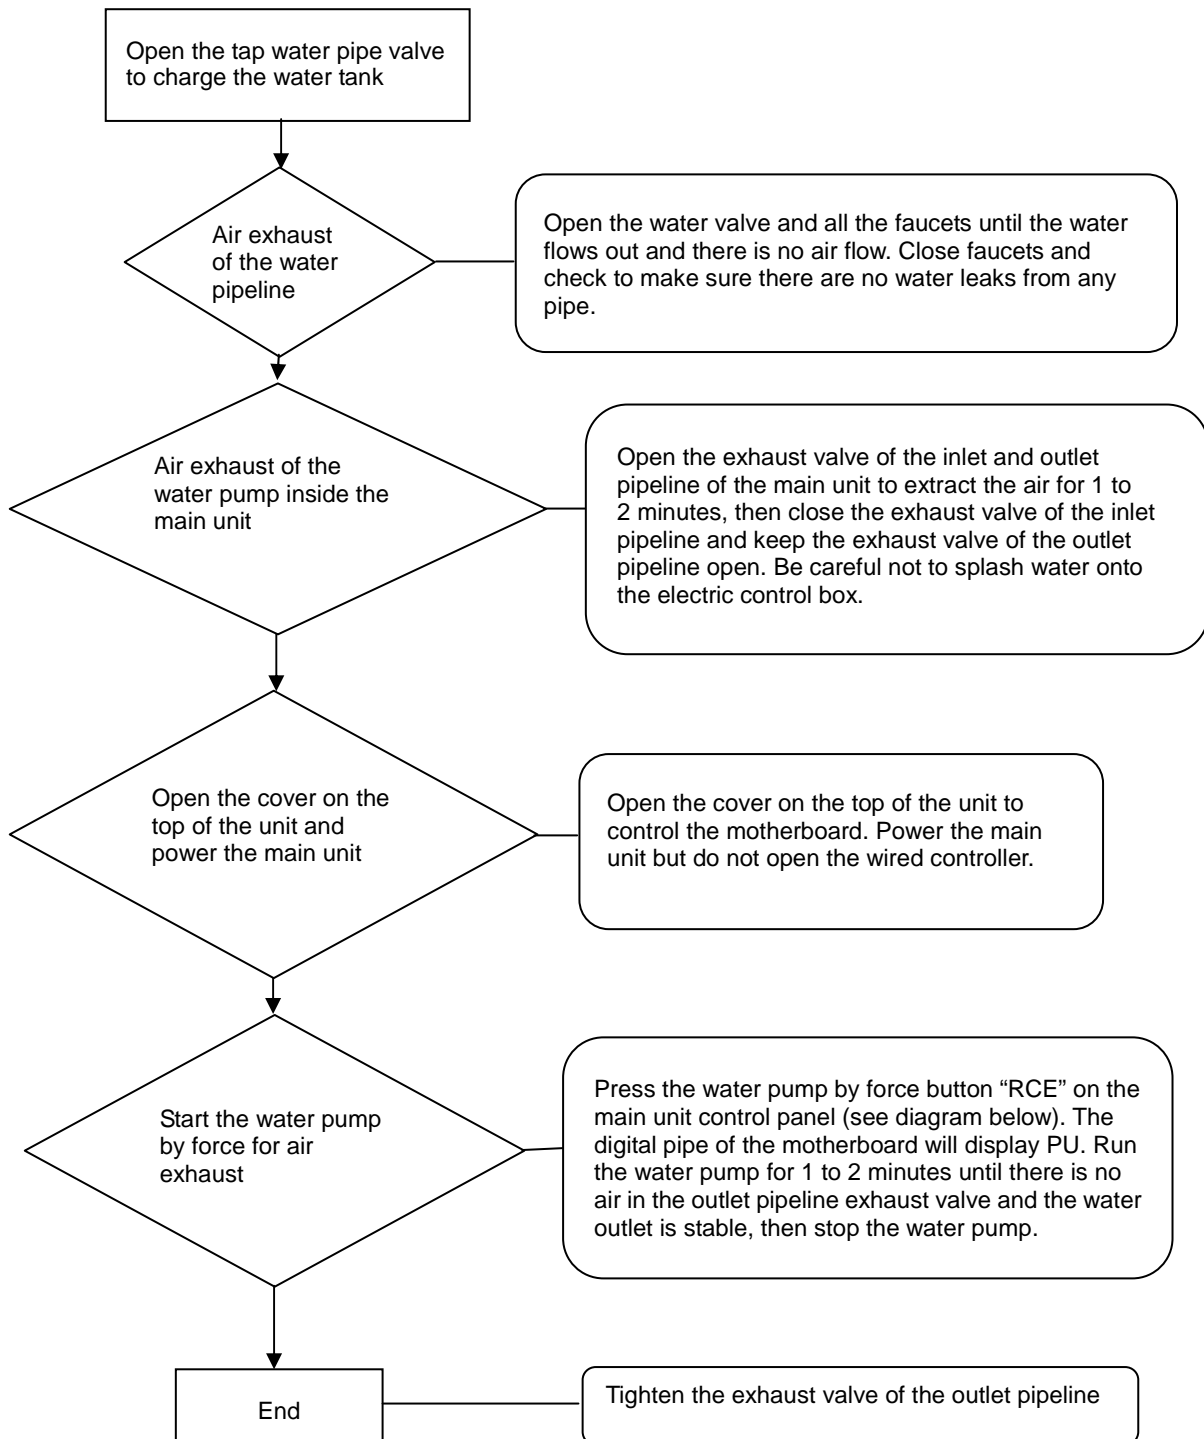 Open the tap water pipe valve
to charge the water tank
Air exhaust
of the water
pipeline
Open the water valve and all the faucets until the water
flows out and there is no air flow. Close faucets and
check to make sure there are no water leaks from any
pipe.
Air exhaust of the
water pump inside the
main unit
Open the exhaust valve of the inlet and outlet
pipeline of the main unit to extract the air for 1 to
2 minutes, then close the exhaust valve of the inlet
pipeline and keep the exhaust valve of the outlet
pipeline open. Be careful not to splash water onto
the electric control box.
Open the cover on the
top of the unit and
power the main unit
Open the cover on the top of the unit to
control the motherboard. Power the main
unit but do not open the wired controller.
Start the water pump
by force for air
exhaust
Press the water pump by force button “RCE” on the
main unit control panel (see diagram below). The
digital pipe of the motherboard will display PU. Run
the water pump for 1 to 2 minutes until there is no
air in the outlet pipeline exhaust valve and the water
outlet is stable, then stop the water pump.
End
Tighten the exhaust valve of the outlet pipeline